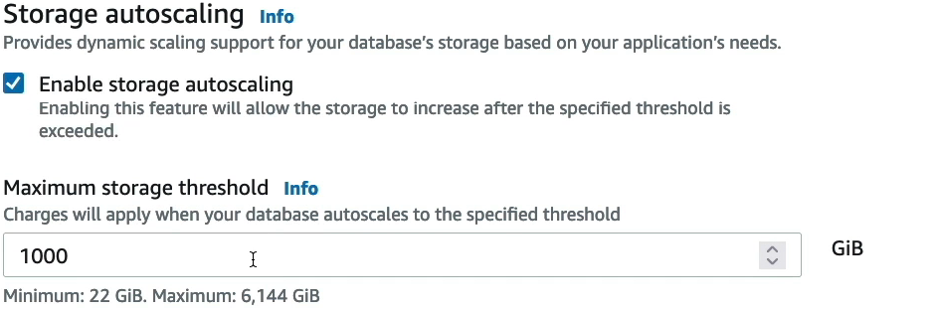 Storage autoscaling Info
Provides dynamic scaling support for your database's storage based on your application's needs.
Enable storage autoscaling
Enabling this feature will allow the storage to increase after the specified threshold is
exceeded.
Maximum storage threshold Info
Charges will apply when your database autoscales to the specified threshold
1000 GiB
Minimum: 22 GiB. Maximum: 6,144 GiB